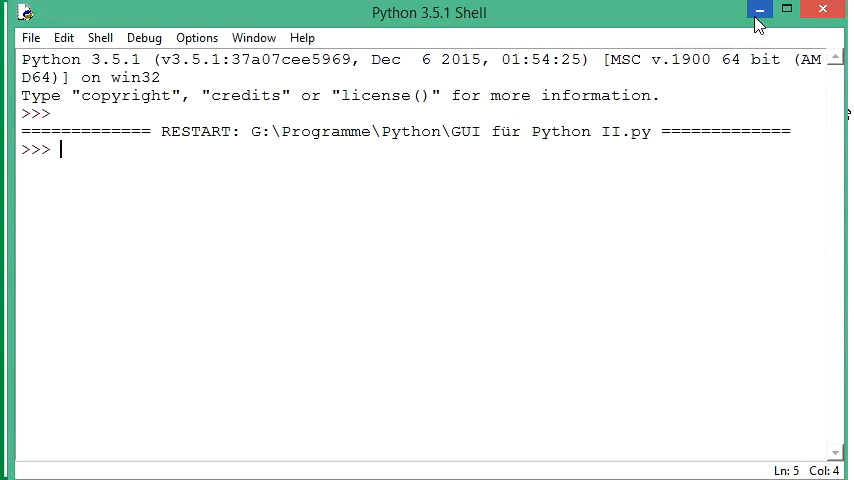 Python 3.5.1 Shell
File Edit Shell Debug Options Window Help
Python 3.5.1 (v3.5.1:37a07cee5969, Dec  6 2015, 01:54:25) [MSC v.1900 64 bit (AM
D64)] on win32
Type "copyright", "credits" or "license()" for more information.
>>>
============= RESTART: G:\Programme\Python\GUI für Python II.py =============
>>>
Ln: 5 Col: 4